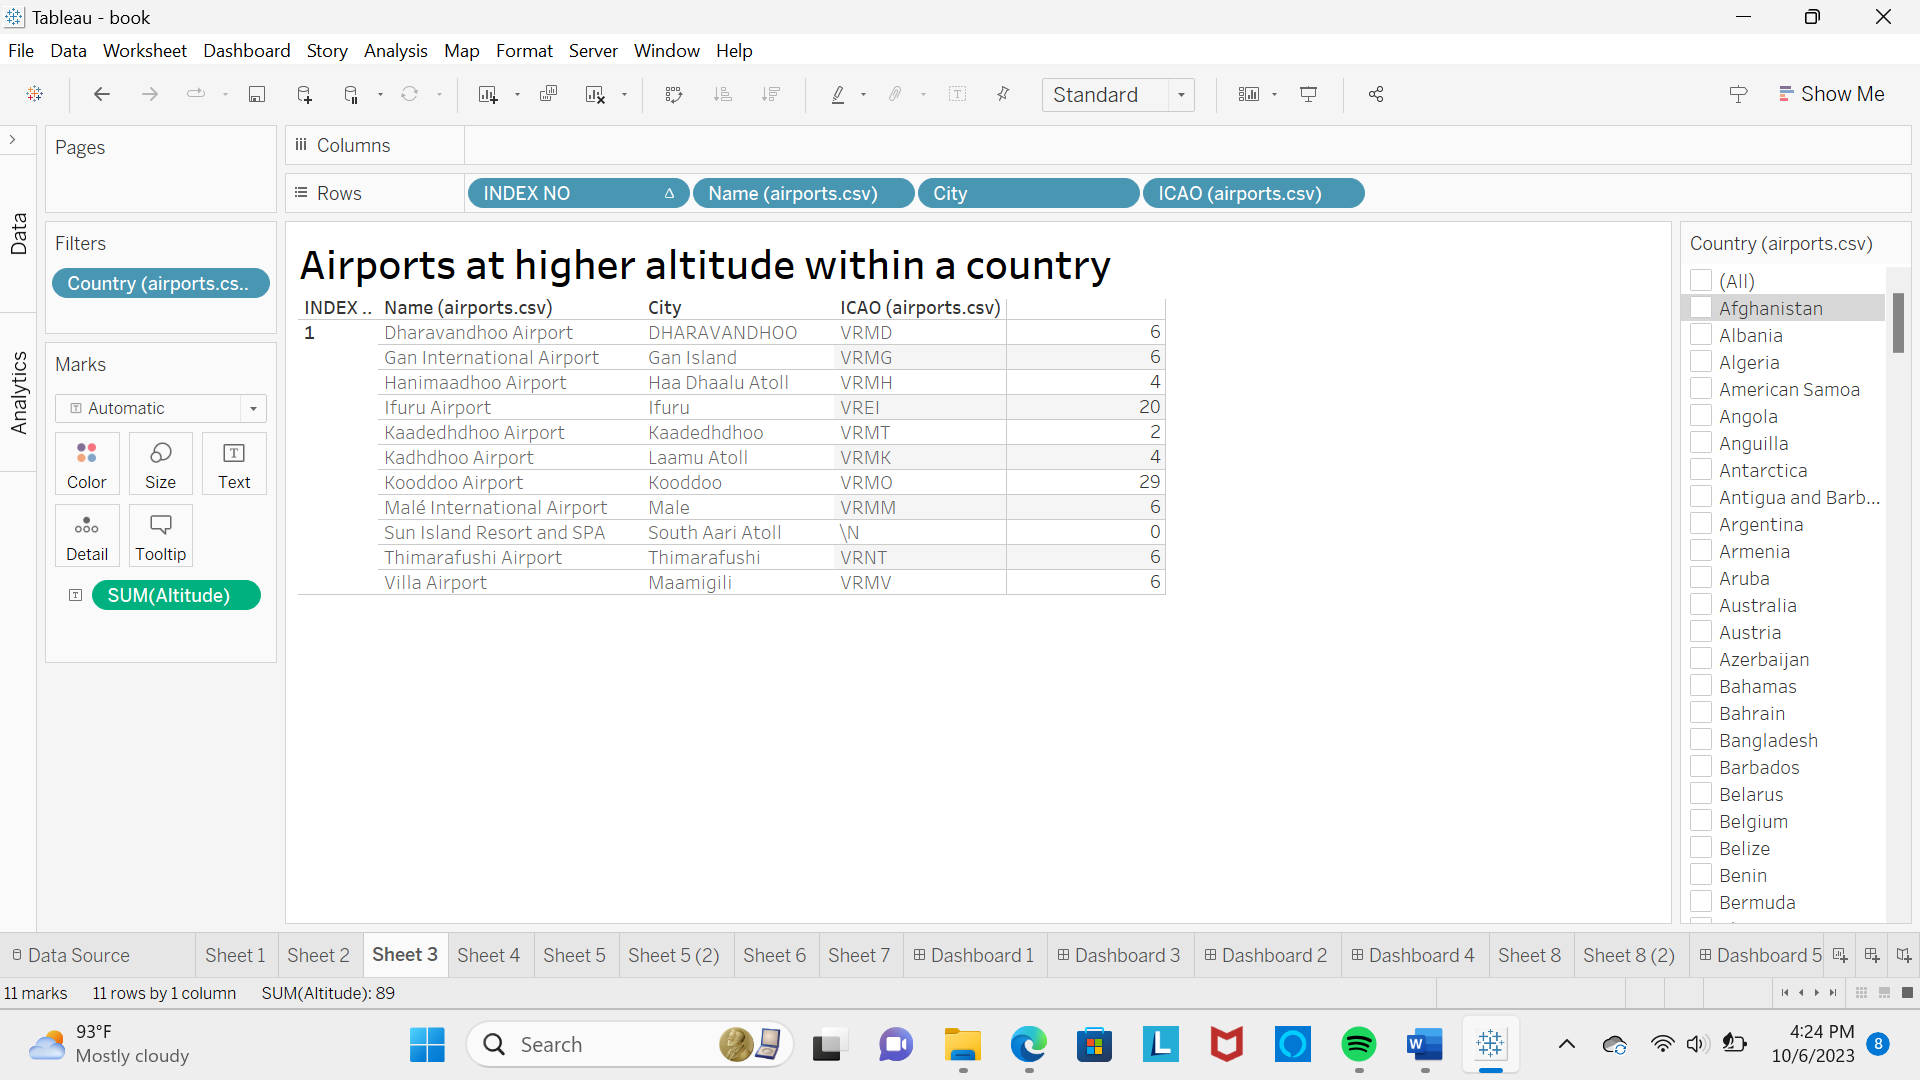 Tableau - book
File Data Worksheet Dashboard Story Analysis Map Format Server Window Help
Standard
Show Me
Pages
iii Columns
Rows
INDEX NO Δ
Name (airports.csv)
City
ICAO (airports.csv)
Data
Analytics
Filters
Country (airports.cs..
Marks
Automatic
Color
Size
Text
Detail
Tooltip
SUM(Altitude)
Airports at higher altitude within a country
INDEX .. Name (airports.csv) City ICAO (airports.csv)
1 Dharavandhoo Airport DHARAVANDHOO VRMD 6
Gan International Airport Gan Island VRMG 6
Hanimaadhoo Airport Haa Dhaalu Atoll VRMH 4
Ifuru Airport Ifuru VREI 20
Kaadedhdhoo Airport Kaadedhdhoo VRMT 2
Kadhdhoo Airport Laamu Atoll VRMK 4
Kooddoo Airport Kooddoo VRMO 29
Malé International Airport Male VRMM 6
Sun Island Resort and SPA South Aari Atoll \N 0
Thimarafushi Airport Thimarafushi VRNT 6
Villa Airport Maamigili VRMV 6
Country (airports.csv)
(All)
Afghanistan
Albania
Algeria
American Samoa
Angola
Anguilla
Antarctica
Antigua and Barb...
Argentina
Armenia
Aruba
Australia
Austria
Azerbaijan
Bahamas
Bahrain
Bangladesh
Barbados
Belarus
Belgium
Belize
Benin
Bermuda
Data Source Sheet 1 Sheet 2 Sheet 3 Sheet 4 Sheet 5 Sheet 5 (2) Sheet 6 Sheet 7 Dashboard 1 Dashboard 3 Dashboard 2 Dashboard 4 Sheet 8 Sheet 8 (2) Dashboard 5
11 marks 11 rows by 1 column SUM(Altitude): 89
93°F
Mostly cloudy
Search
4:24 PM
10/6/2023
8